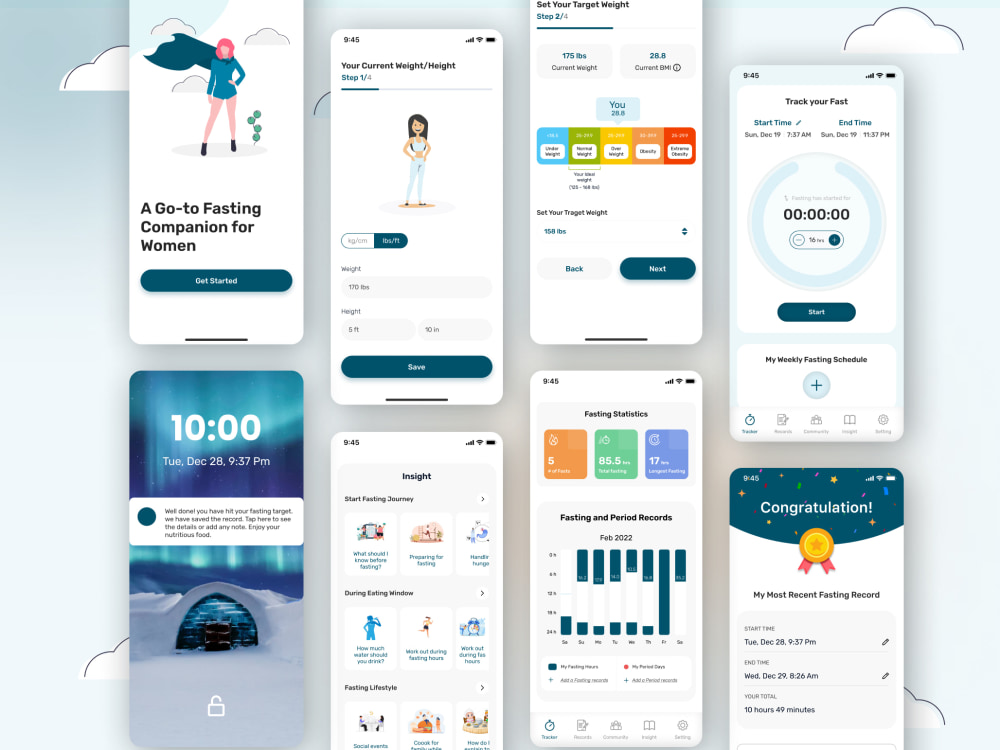 A Go-to Fasting
Companion for
Women
Get Started
9:45
Your Current Weight/Height
Step 1/4
kg/cm
lbs/ft
Weight
170 lbs
Height
5 ft
10 in
Save
Set Your Target Weight
Step 2/4
175 lbs
Current Weight
28.8
Current BMI
You
28.8
25-29.9
25-29.9
Under
Weight
Normal
Weight
Over
Weight
Obesity
Extreme
Obesity
Your Ideal
weight
(125 - 168 lbs)
Set Your Traget Weight
158 lbs
Back
Next
9:45
Track your Fast
Start Time
End Time
Sun, Dec 19 7:37 AM
Sun, Dec 19 11:37 PM
Fasting has started for
00:00:00
16 hrs
Start
My Weekly Fasting Schedule
Tracker
Records
Community
Insight
Setting
10:00
Tue, Dec 28, 9:37 Pm
Well done! you have hit your fasting target.
we have saved the record. Tap here to see
the details or add any note. Enjoy your
nutritious food.
9:45
Insight
Start Fasting Journey
What should I
know before
fasting?
Preparing for
fasting
Handlin
hunge
During Eating Window
How much
water should
you drink?
Work out during
fasting hours
Work out
during fas
hours
Fasting Lifestyle
Social events
Coook for
family while
How do I
explain to
9:45
Fasting Statistics
5
# of Fasts
85.5 hrs
Total fasting
17 hrs
Longest Fasting
Fasting and Period Records
Feb 2022
0 h
6 h
12 h
18 h
24 h
Sa
Su
Mo
Tu
We
Th
Fr
Sa
My Fasting Hours
My Period Days
Add a Fasting records
Add a Period records
Tracker
Records
Community
Insight
Setting
9:45
Congratulation!
My Most Recent Fasting Record
START TIME
Tue, Dec 28, 9:37 Pm
END TIME
Wed, Dec 29, 8:26 Am
YOUR TOTAL
10 hours 49 minutes